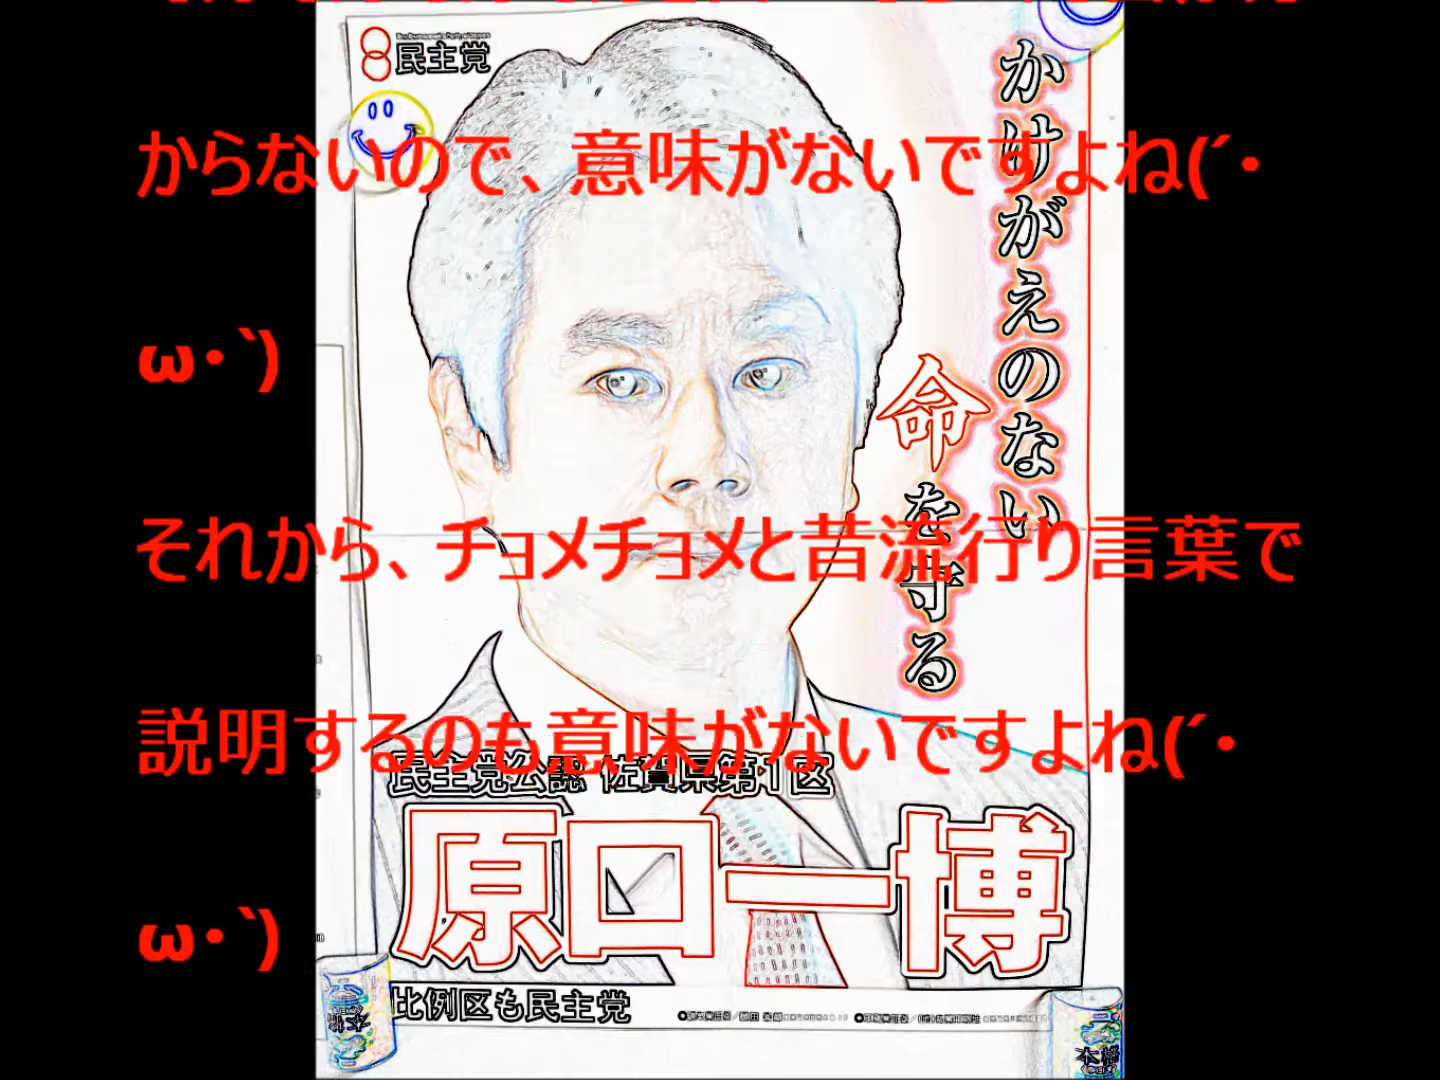 民主党
かけがえのない
命を守る
からないので、意味がないですよね(´・
ω・`)
それから、チョメチョメと昔流行り言葉で
説明するのも意味がないですよね(´・
ω・`)
民主党公認 佐賀県第1区
原口一博
比例区も民主党